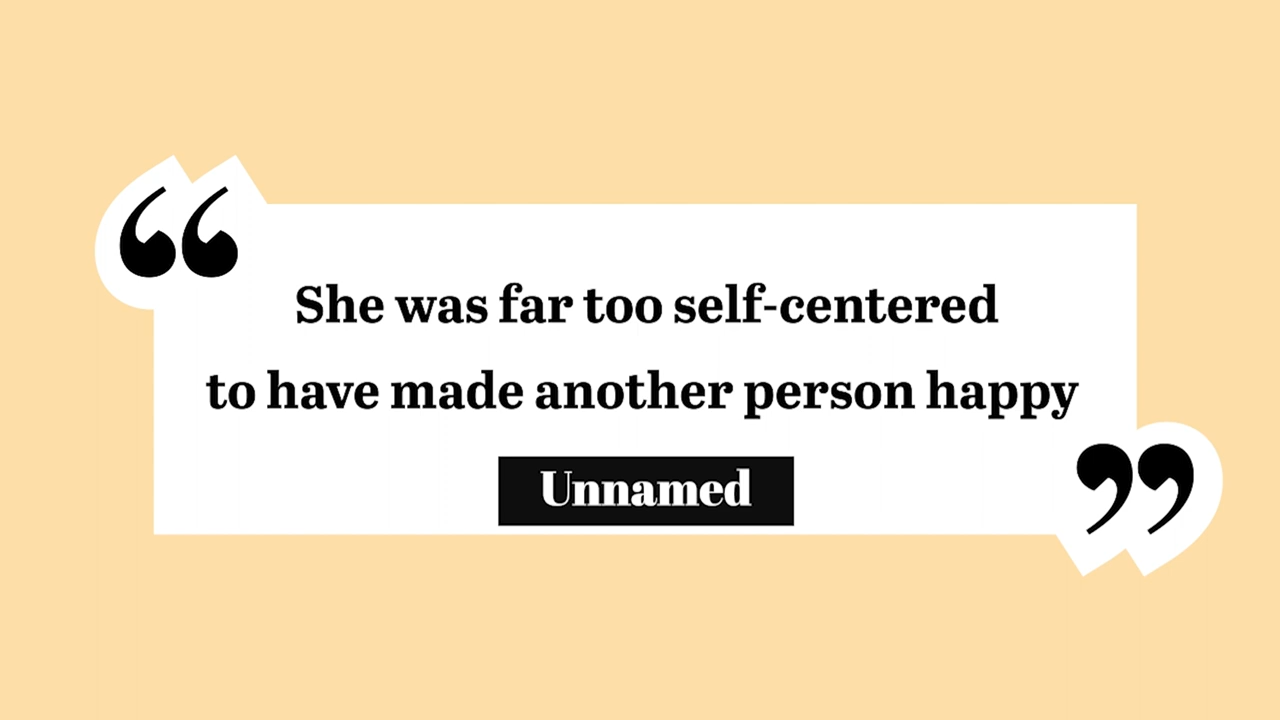 “
She was far too self-centered
to have made another person happy
Unnamed
”